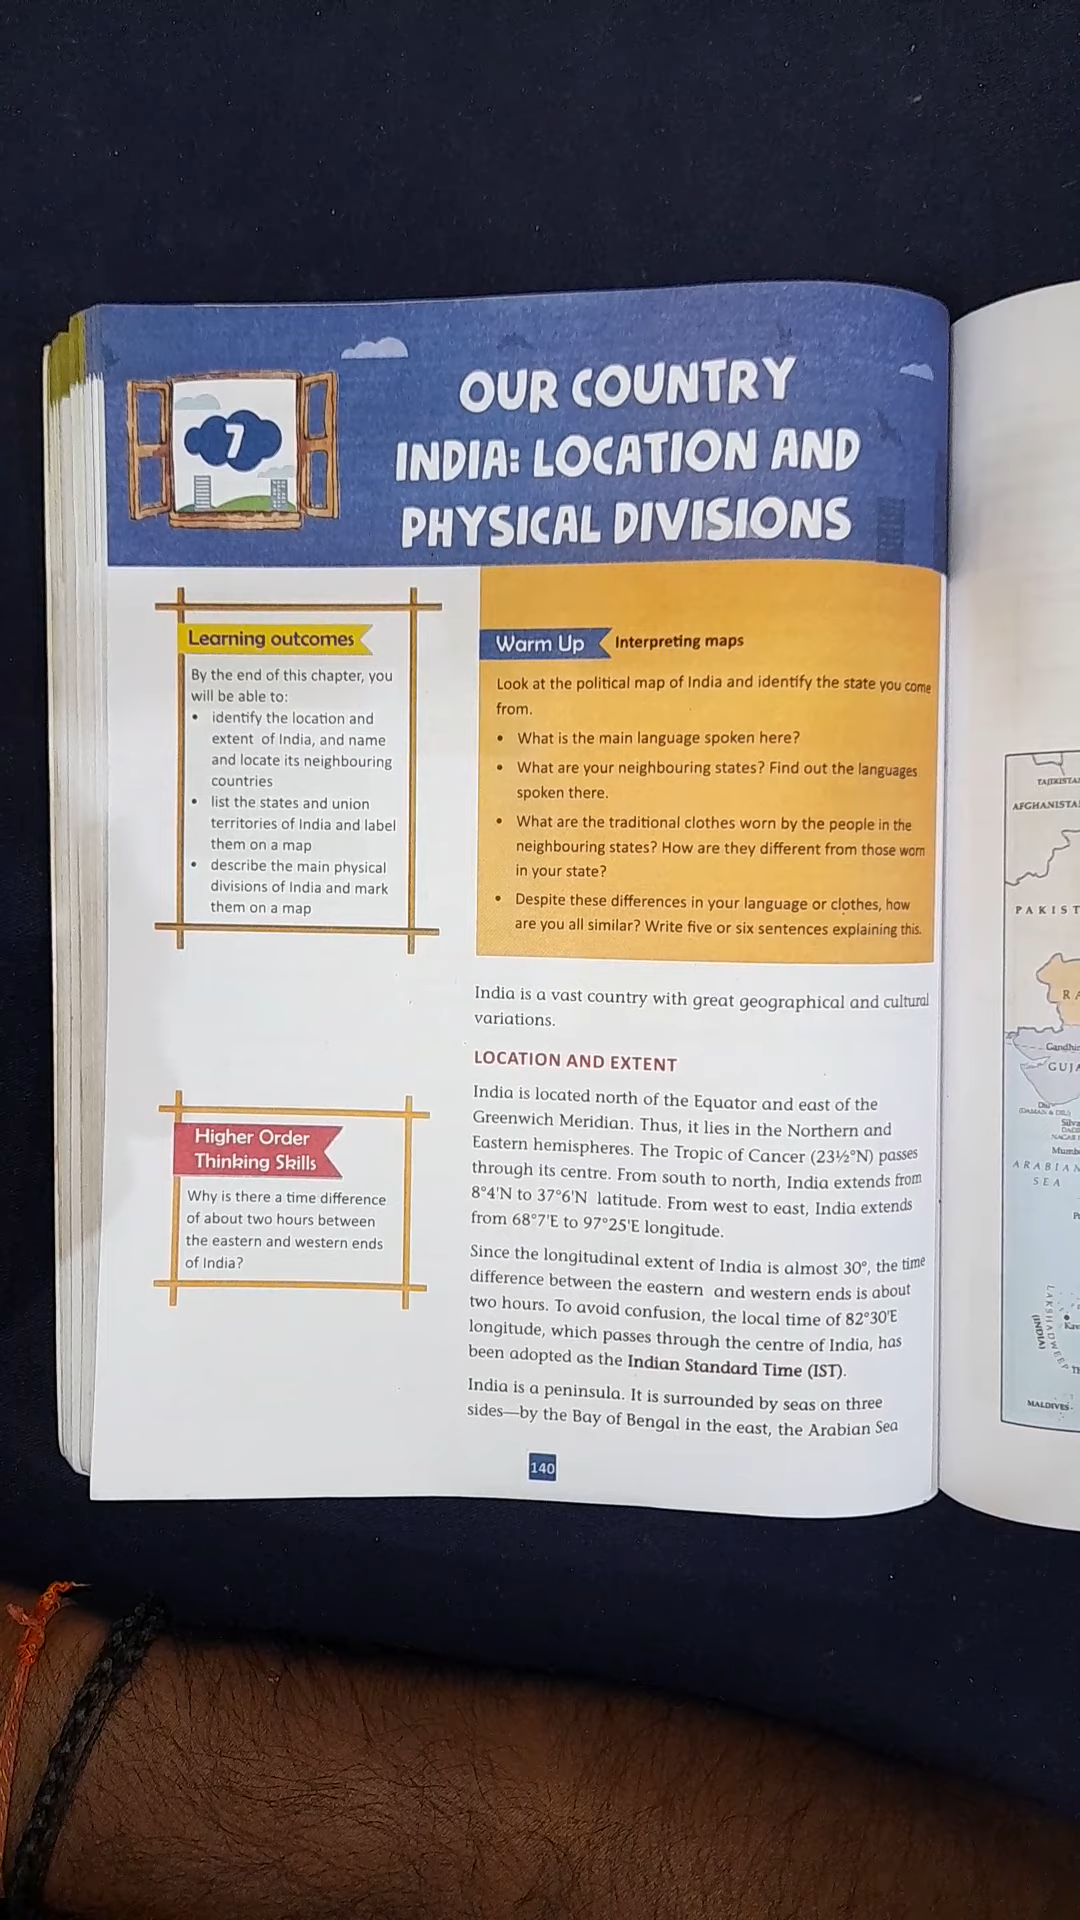 7
OUR COUNTRY
INDIA: LOCATION AND
PHYSICAL DIVISIONS
Learning outcomes
By the end of this chapter, you
will be able to:
• identify the location and
extent of India, and name
and locate its neighbouring
countries
• list the states and union
territories of India and label
them on a map
• describe the main physical
divisions of India and mark
them on a map
Warm Up Interpreting maps
Look at the political map of India and identify the state you come
from.
• What is the main language spoken here?
• What are your neighbouring states? Find out the languages
spoken there.
• What are the traditional clothes worn by the people in the
neighbouring states? How are they different from those worn
in your state?
• Despite these differences in your language or clothes, how
are you all similar? Write five or six sentences explaining this.
India is a vast country with great geographical and cultural
variations.
LOCATION AND EXTENT
India is located north of the Equator and east of the
Greenwich Meridian. Thus, it lies in the Northern and
Eastern hemispheres. The Tropic of Cancer (23½°N) passes
through its centre. From south to north, India extends from
8°4'N to 37°6'N latitude. From west to east, India extends
from 68°7'E to 97°25'E longitude.
Since the longitudinal extent of India is almost 30°, the time
difference between the eastern and western ends is about
two hours. To avoid confusion, the local time of 82°30'E
longitude, which passes through the centre of India, has
been adopted as the Indian Standard Time (IST).
India is a peninsula. It is surrounded by seas on three
sides—by the Bay of Bengal in the east, the Arabian Sea
Higher Order
Thinking Skills
Why is there a time difference
of about two hours between
the eastern and western ends
of India?
140
TAJIKISTA
AFGHANISTA
PAKIST
RA
Gandhi
GUJA
Diu
(DAMAN & DIU)
Silva
NAGAR
Mumb
ARABIAN
SEA
LAKSHADWEEP
(INDIA)
Kav
MALDIVES